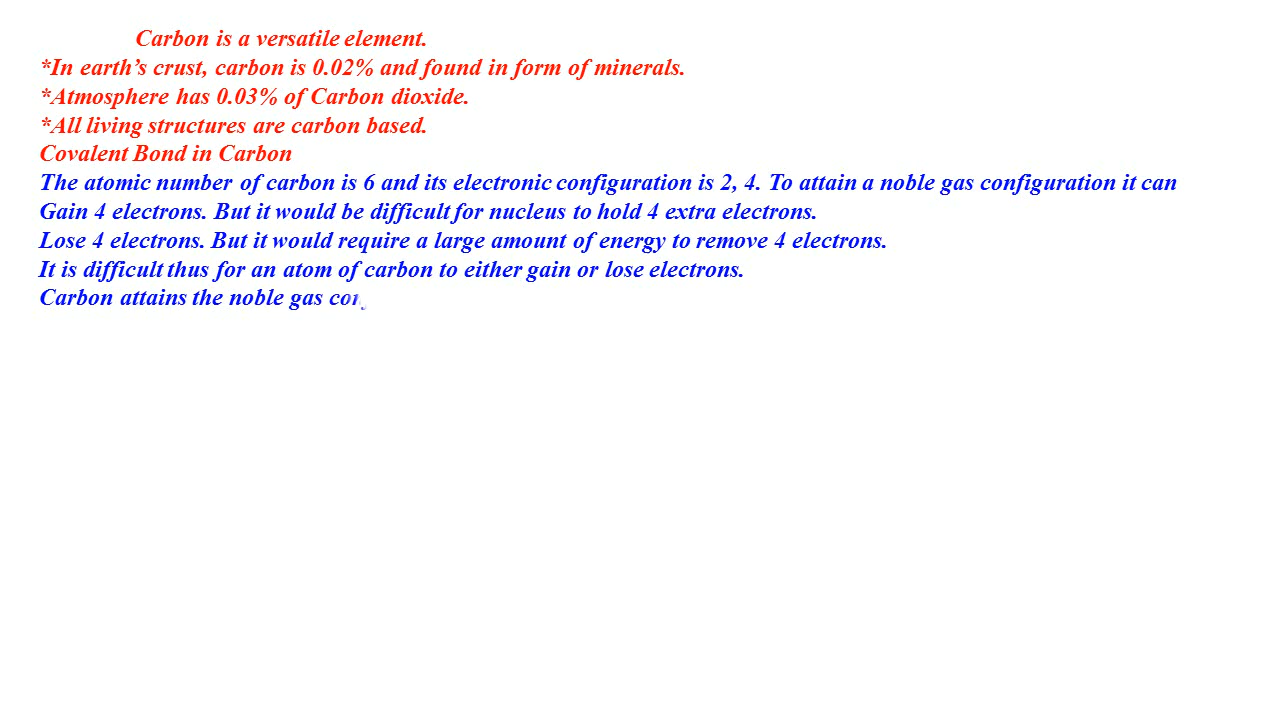 Carbon is a versatile element.
*In earth’s crust, carbon is 0.02% and found in form of minerals.
*Atmosphere has 0.03% of Carbon dioxide.
*All living structures are carbon based.
Covalent Bond in Carbon
The atomic number of carbon is 6 and its electronic configuration is 2, 4. To attain a noble gas configuration it can
Gain 4 electrons. But it would be difficult for nucleus to hold 4 extra electrons.
Lose 4 electrons. But it would require a large amount of energy to remove 4 electrons.
It is difficult thus for an atom of carbon to either gain or lose electrons.
Carbon attains the noble gas